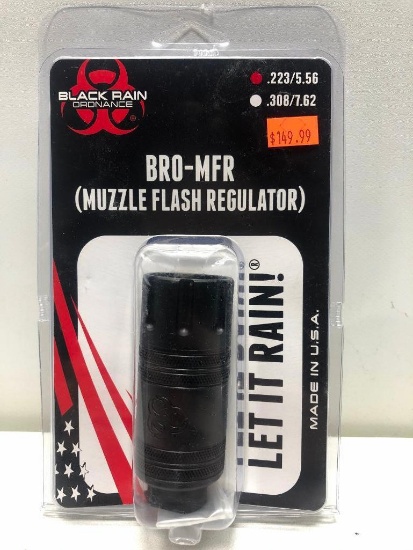 BLACK RAIN
ORDNANCE
®
.223/5.56
.308/7.62
$149.99
BRO-MFR
(MUZZLE FLASH REGULATOR)
LET IT RAIN!®
MADE IN U.S.A.